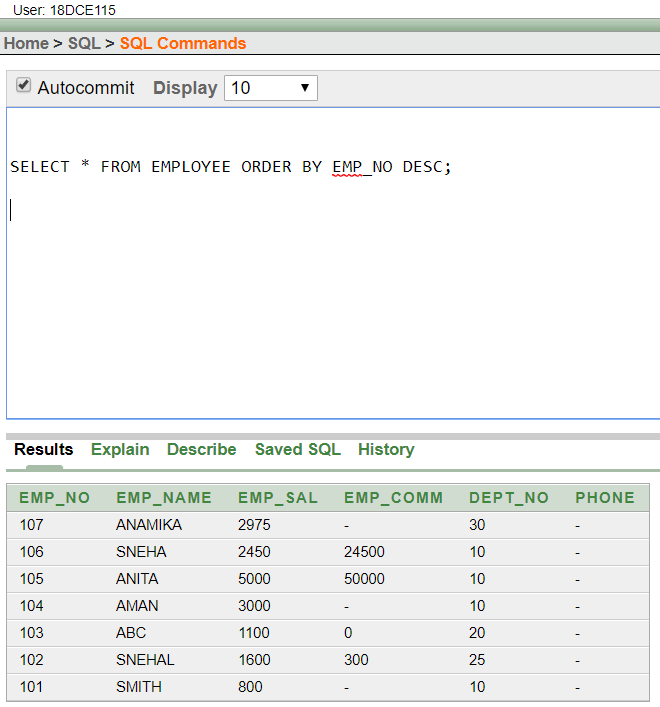 User: 18DCE115
Home > SQL > SQL Commands
Autocommit Display 10
SELECT * FROM EMPLOYEE ORDER BY EMP_NO DESC;
Results Explain Describe Saved SQL History
EMP_NO EMP_NAME EMP_SAL EMP_COMM DEPT_NO PHONE
107 ANAMIKA 2975 - 30 -
106 SNEHA 2450 24500 10 -
105 ANITA 5000 50000 10 -
104 AMAN 3000 - 10 -
103 ABC 1100 0 20 -
102 SNEHAL 1600 300 25 -
101 SMITH 800 - 10 -